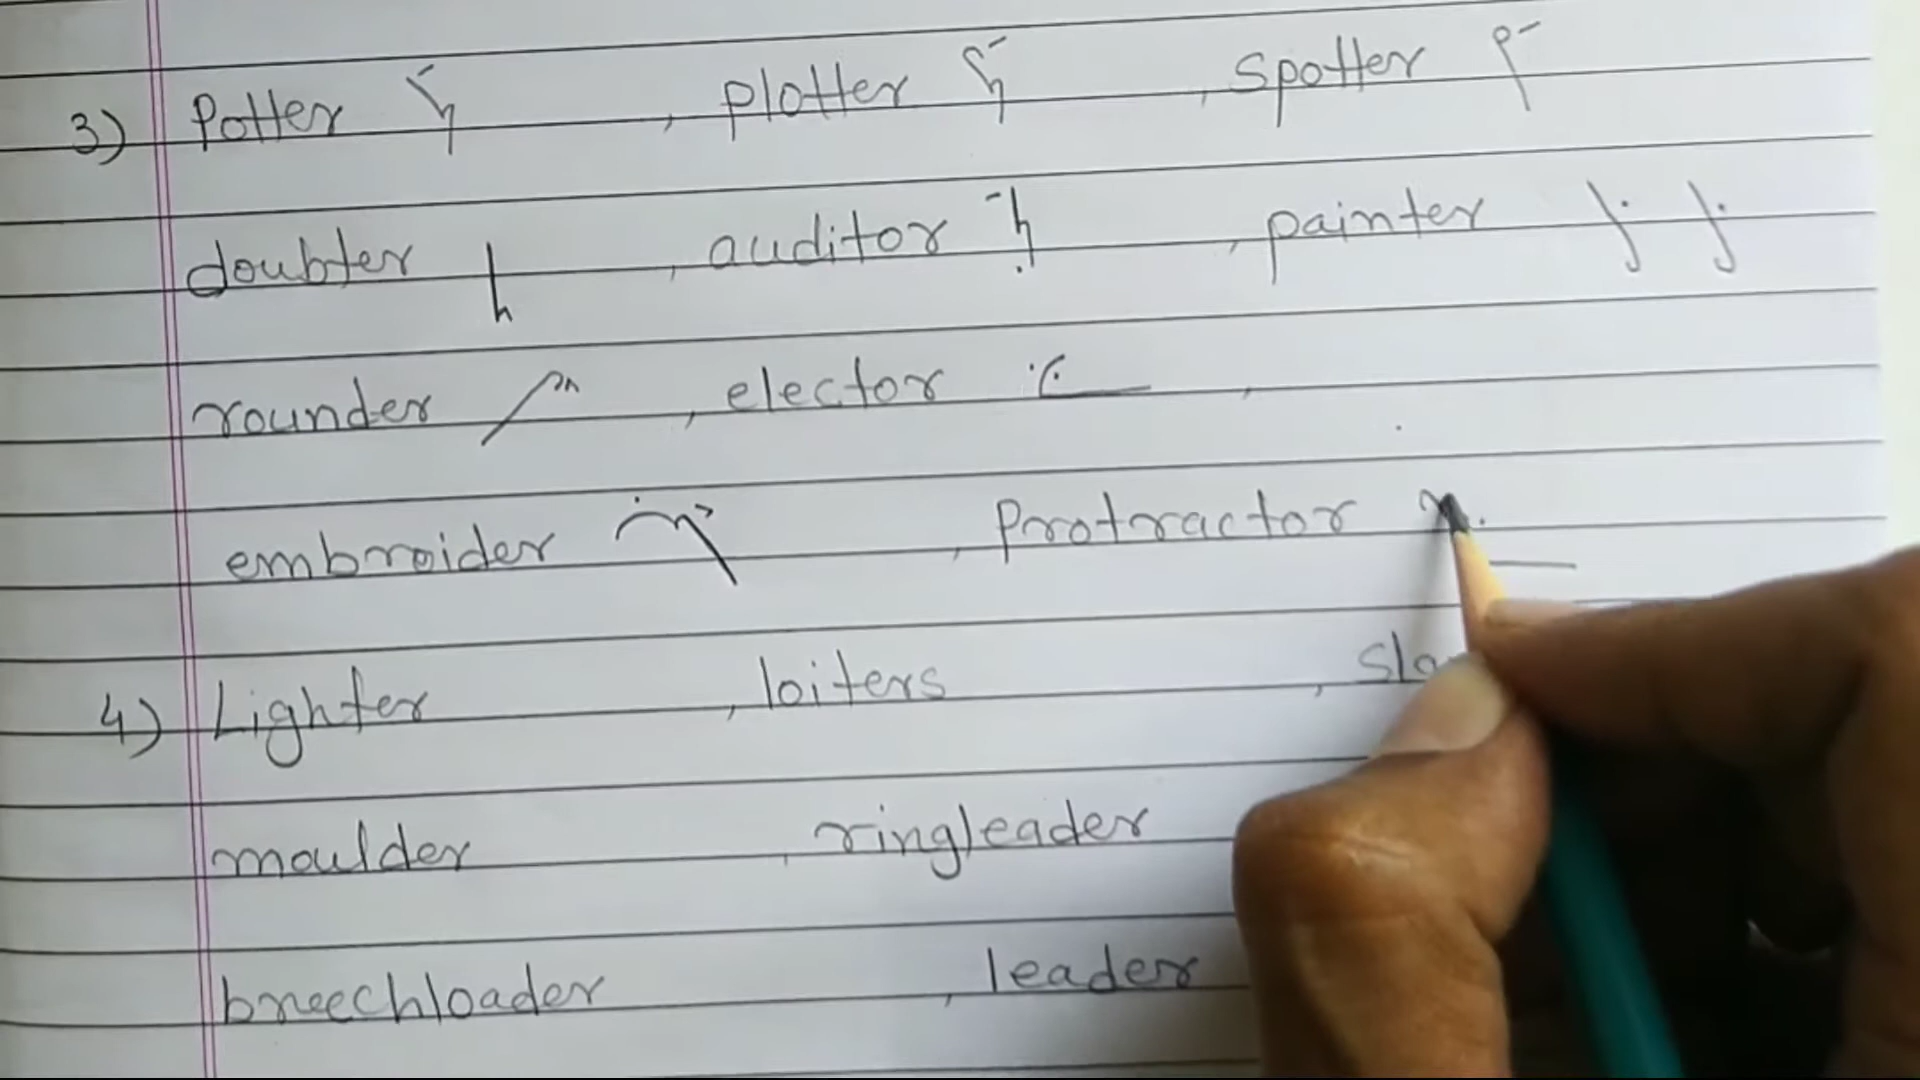 3) Potter , plotter , spotter
doubter , auditor , painter
rounder , elector ,
embroider , Protractor
4) Lighter , loiters ,
moulder , ringleader
breechloader , leader